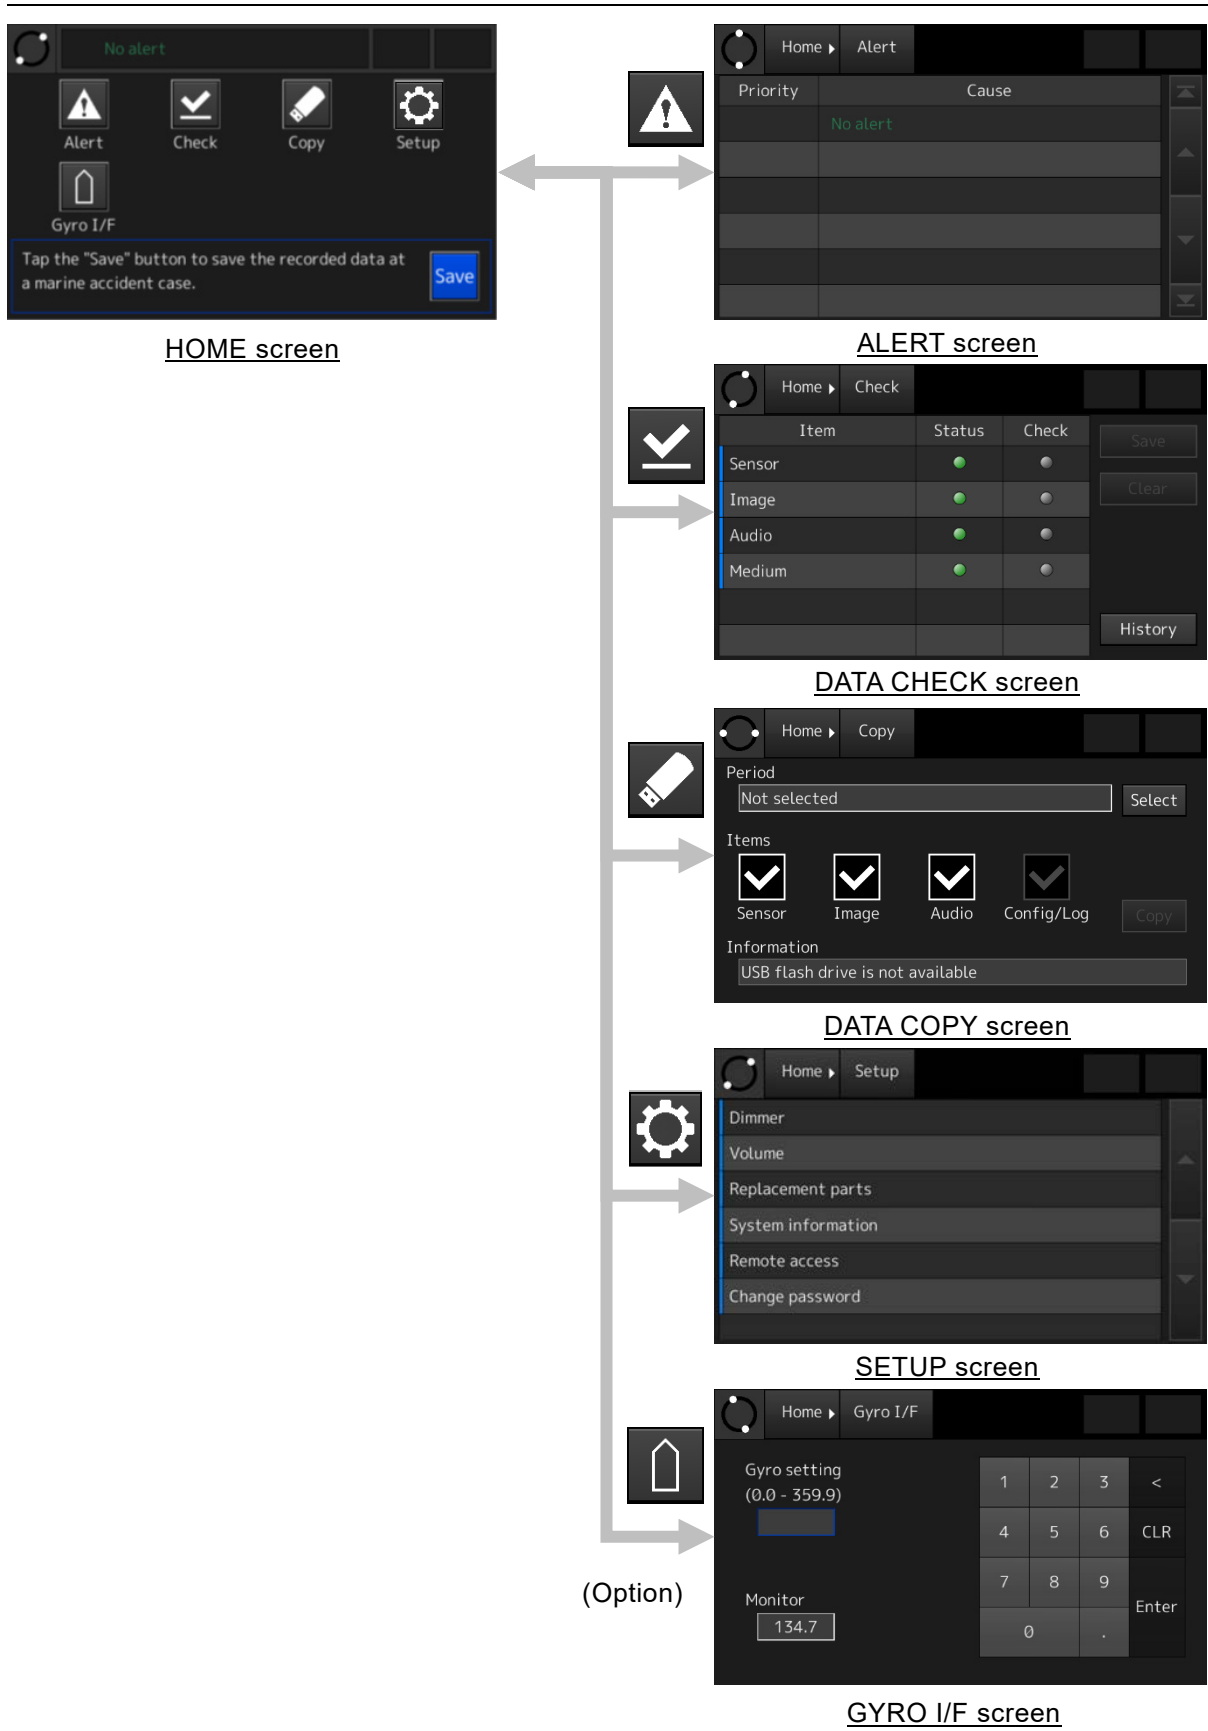 No alert
Alert Check Copy Setup
Gyro I/F
Tap the "Save" button to save the recorded data at
a marine accident case.
Save
HOME screen
Home Alert
Priority Cause
No alert
ALERT screen
Home Check
Item Status Check
Save
Sensor
Clear
Image
Audio
Medium
History
DATA CHECK screen
Home Copy
Period
Not selected Select
Items
Sensor Image Audio Config/Log Copy
Information
USB flash drive is not available
DATA COPY screen
Home Setup
Dimmer
Volume
Replacement parts
System information
Remote access
Change password
SETUP screen
Home Gyro I/F
Gyro setting
(0.0 - 359.9)
1 2 3 <
4 5 6 CLR
7 8 9
Enter
0 .
Monitor
134.7
(Option)
GYRO I/F screen